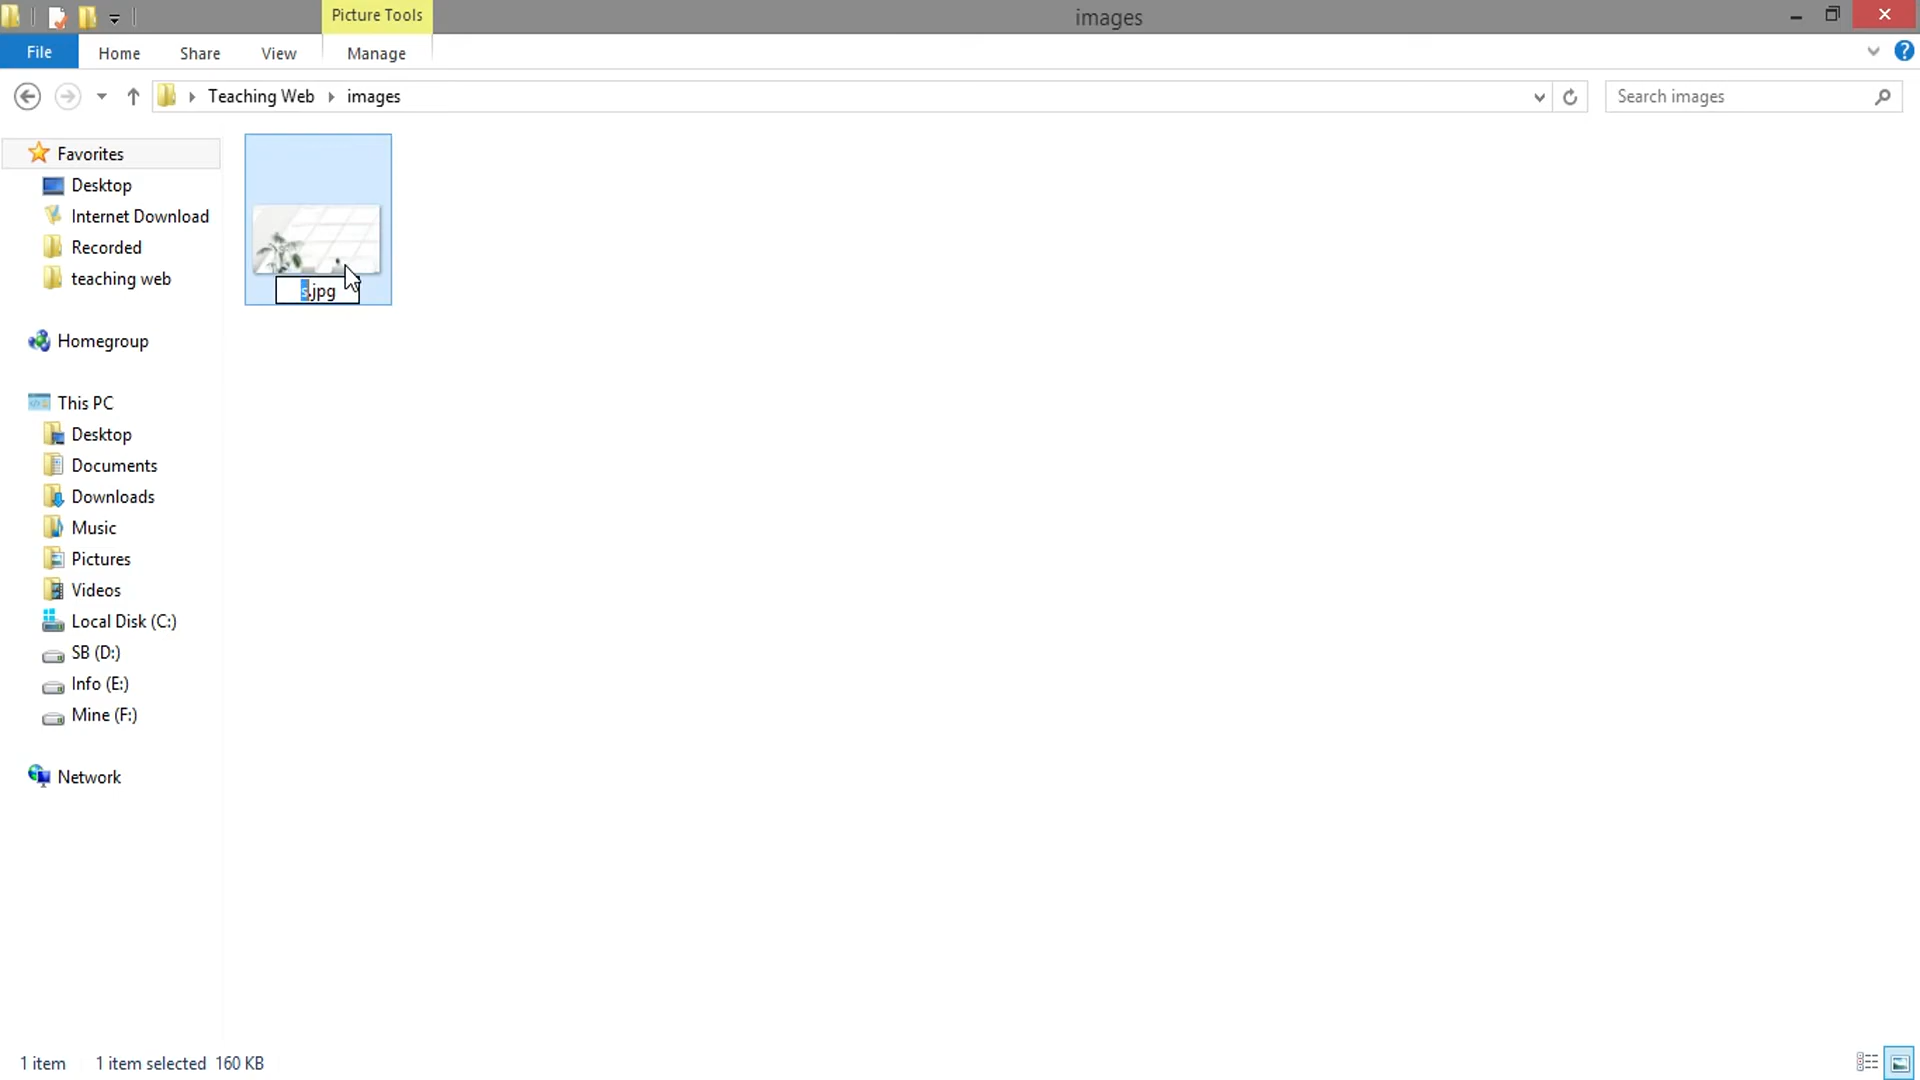 Picture Tools
images
File
Home
Share
View
Manage
Teaching Web
images
Search images
Favorites
Desktop
Internet Download
Recorded
teaching web
Homegroup
This PC
Desktop
Documents
Downloads
Music
Pictures
Videos
Local Disk (C:)
SB (D:)
Info (E:)
Mine (F:)
Network
s.jpg
1 item
1 item selected 160 KB